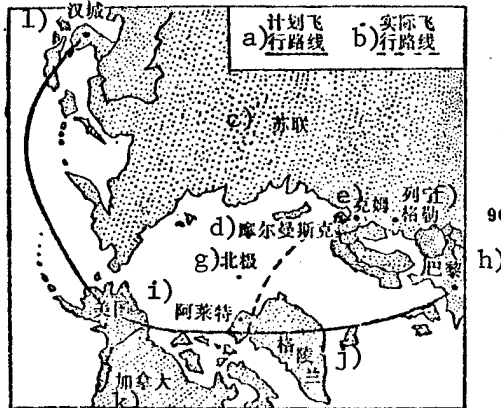 l) 汉城
a) 计划飞行路线
b) 实际飞行路线
c) 苏联
e) 克姆
列宁格勒
d) 摩尔曼斯克
90
g) 北极
h)
巴黎
i)
阿莱特
美国
格陵兰
j)
加拿大
k)